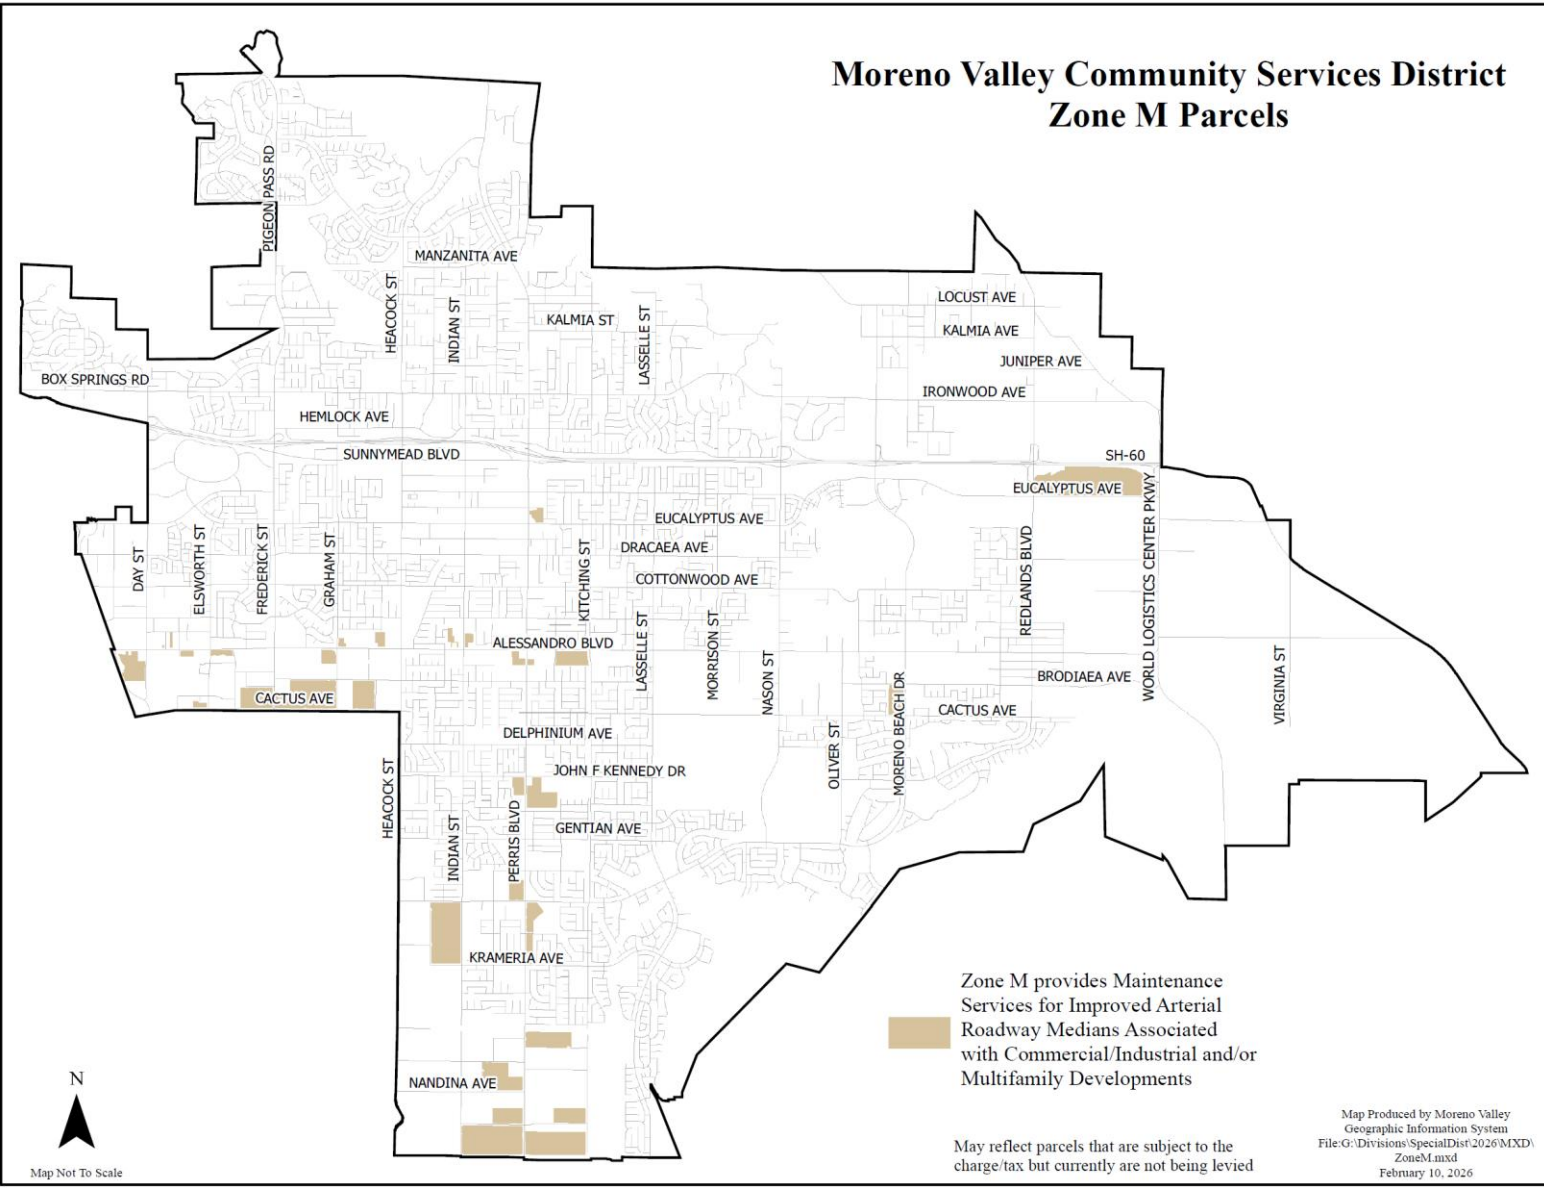 Moreno Valley Community Services District
Zone M Parcels
PIGEON PASS RD
MANZANITA AVE
HEACOCK ST
INDIAN ST
KALMIA ST
LASSELLE ST
LOCUST AVE
KALMIA AVE
JUNIPER AVE
IRONWOOD AVE
BOX SPRINGS RD
HEMLOCK AVE
SUNNYMEAD BLVD
SH-60
EUCALYPTUS AVE
EUCALYPTUS AVE
DRACAEA AVE
COTTONWOOD AVE
DAY ST
ELSWORTH ST
FREDERICK ST
GRAHAM ST
KITCHING ST
REDLANDS BLVD
WORLD LOGISTICS CENTER PKWY
ALESSANDRO BLVD
LASSELLE ST
MORRISON ST
NASON ST
BRODIAEA AVE
VIRGINIA ST
CACTUS AVE
MORENO BEACH DR
CACTUS AVE
DELPHINIUM AVE
OLIVER ST
JOHN F KENNEDY DR
HEACOCK ST
INDIAN ST
PERRIS BLVD
GENTIAN AVE
KRAMERIA AVE
NANDINA AVE
Zone M provides Maintenance
Services for Improved Arterial
Roadway Medians Associated
with Commercial/Industrial and/or
Multifamily Developments
N
Map Not To Scale
May reflect parcels that are subject to the
charge/tax but currently are not being levied
Map Produced by Moreno Valley
Geographic Information System
File:G:\Divisions\SpecialDist\2026\MXD\
ZoneM.mxd
February 10, 2026